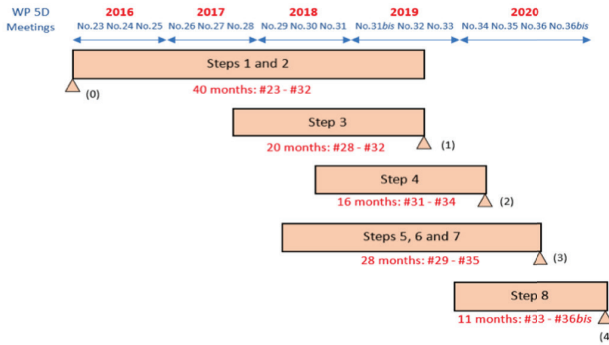 WP 5D 2016 2017 2018 2019 2020
Meetings No.23 No.24 No.25 No.26 No.27 No.28 No.29 No.30 No.31 No.31bis No.32 No.33 No.34 No.35 No.36 No.36bis
Steps 1 and 2
(0)
40 months: #23 - #32
Step 3
20 months: #28 - #32
(1)
Step 4
16 months: #31 - #34
(2)
Steps 5, 6 and 7
28 months: #29 - #35
(3)
Step 8
11 months: #33 - #36bis
(4